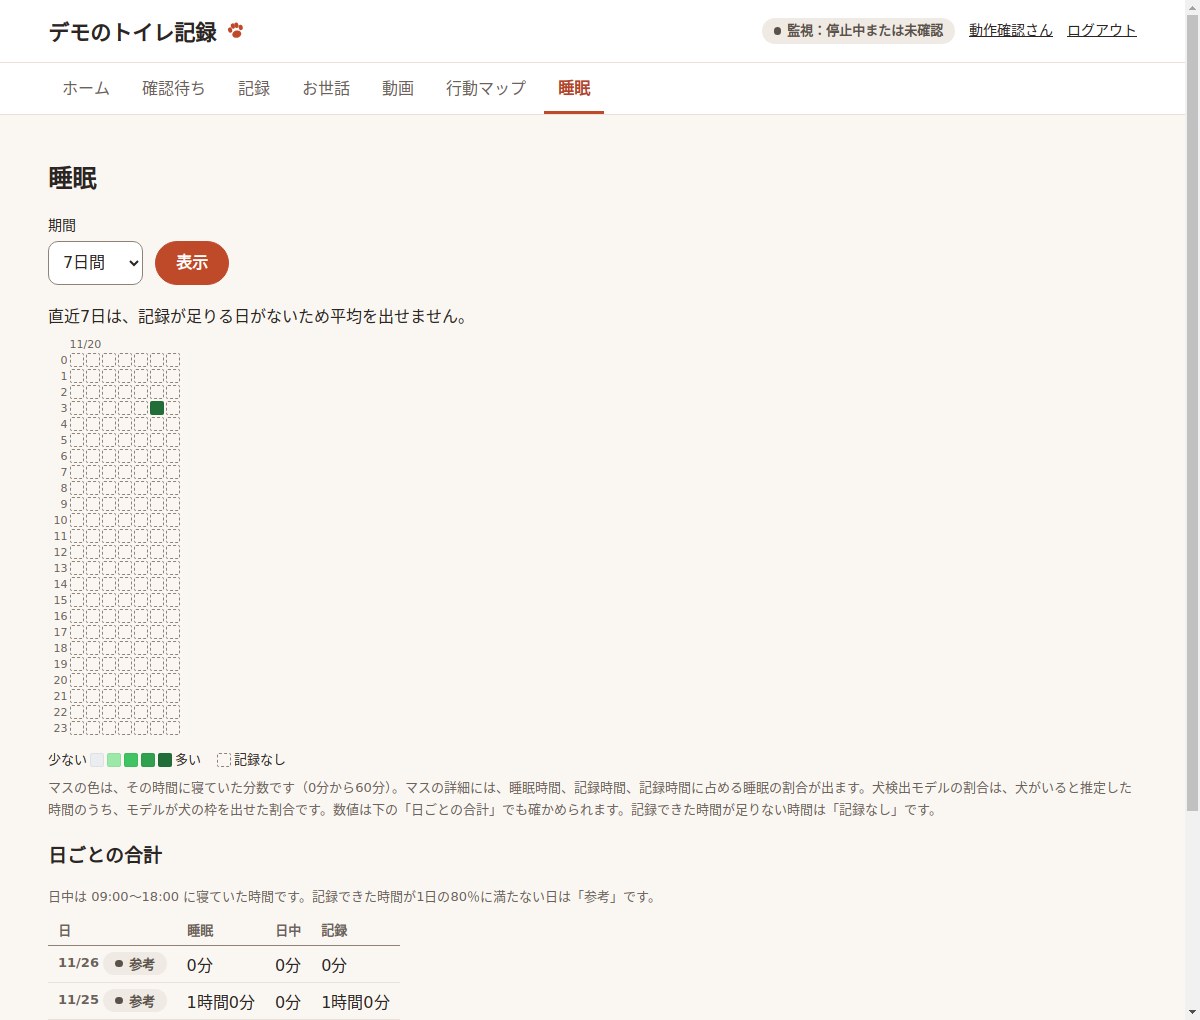 デモのトイレ記録
監視：停止中または未確認 動作確認さん ログアウト
ホーム 確認待ち 記録 お世話 動画 行動マップ 睡眠
睡眠
期間
7日間 表示
直近7日は、記録が足りる日がないため平均を出せません。
11/20
0
1
2
3
4
5
6
7
8
9
10
11
12
13
14
15
16
17
18
19
20
21
22
23
少ない 多い 記録なし
マスの色は、その時間に寝ていた分数です（0分から60分）。マスの詳細には、睡眠時間、記録時間、記録時間に占める睡眠の割合が出ます。犬検出モデルの割合は、犬がいると推定した
時間のうち、モデルが犬の枠を出せた割合です。数値は下の「日ごとの合計」でも確かめられます。記録できた時間が足りない時間は「記録なし」です。
日ごとの合計
日中は 09:00〜18:00 に寝ていた時間です。記録できた時間が1日の80%に満たない日は「参考」です。
日 睡眠 日中 記録
11/26 参考 0分 0分 0分
11/25 参考 1時間0分 0分 1時間0分